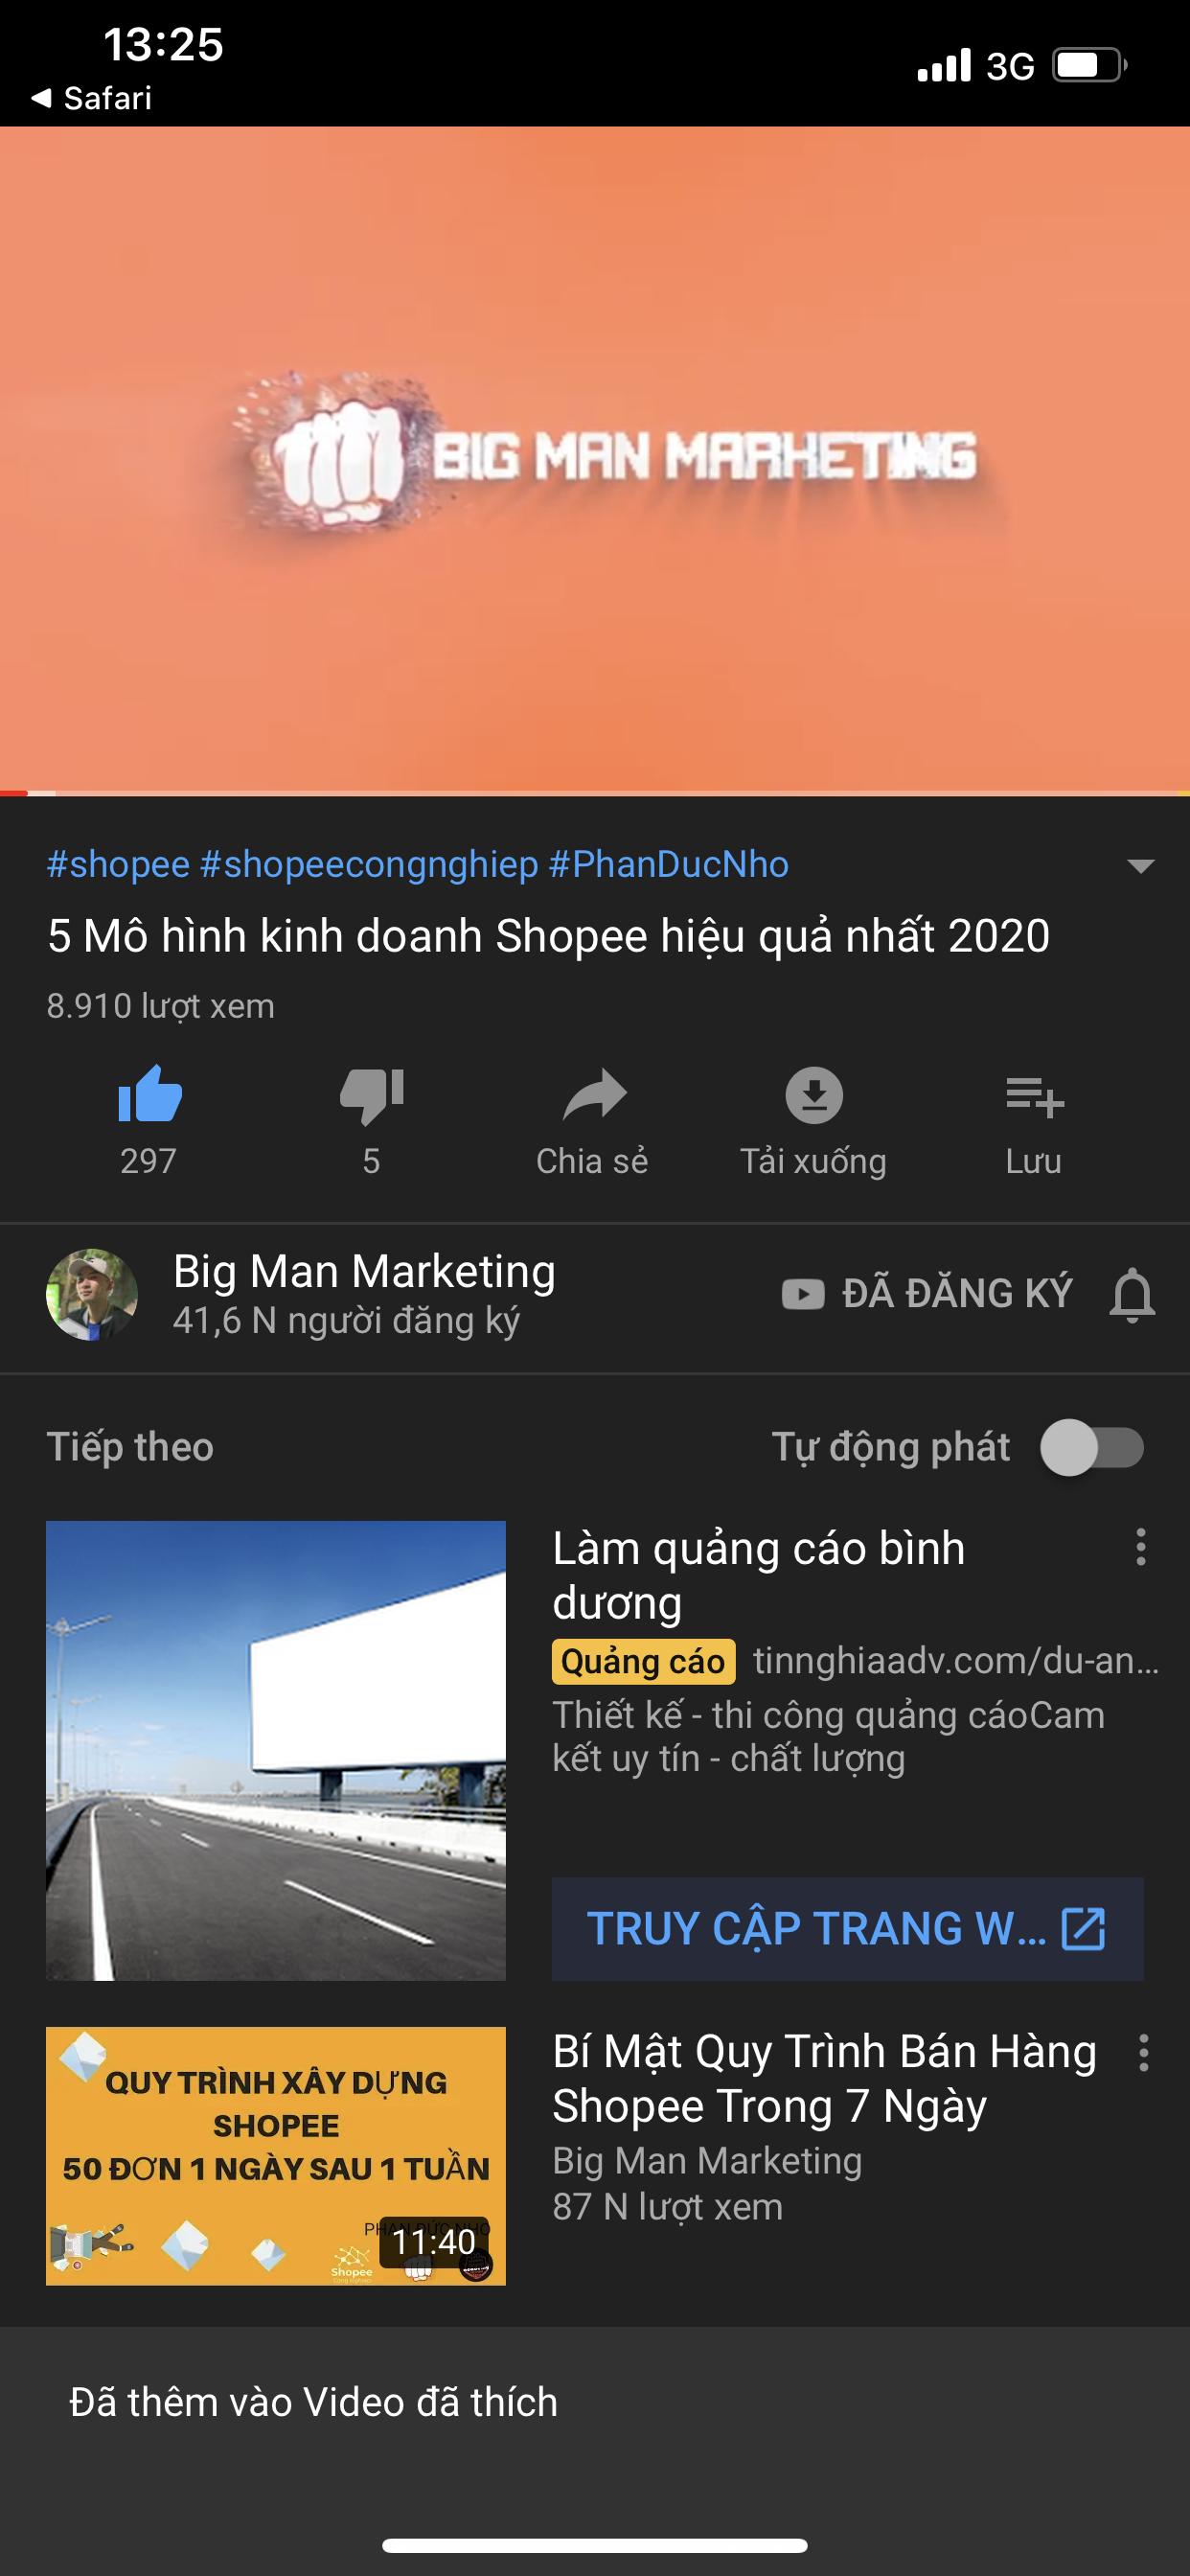 13:25
3G
Safari
BIG MAN MARKETING
#shopee #shopeecongnghiep #PhanDucNho
5 Mô hình kinh doanh Shopee hiệu quả nhất 2020
8.910 lượt xem
297
5
Chia sẻ
Tải xuống
Lưu
Big Man Marketing
41,6 N người đăng ký
ĐÃ ĐĂNG KÝ
Tiếp theo
Tự động phát
Làm quảng cáo bình
dương
Quảng cáo tinnghiaadv.com/du-an...
Thiết kế - thi công quảng cáoCam
kết uy tín - chất lượng
TRUY CẬP TRANG W...
QUY TRÌNH XÂY DỰNG
SHOPEE
50 ĐƠN 1 NGÀY SAU 1 TUẦN
PHAN ĐỨC NHO
11:40
Shopee
Bí Mật Quy Trình Bán Hàng
Shopee Trong 7 Ngày
Big Man Marketing
87 N lượt xem
Đã thêm vào Video đã thích